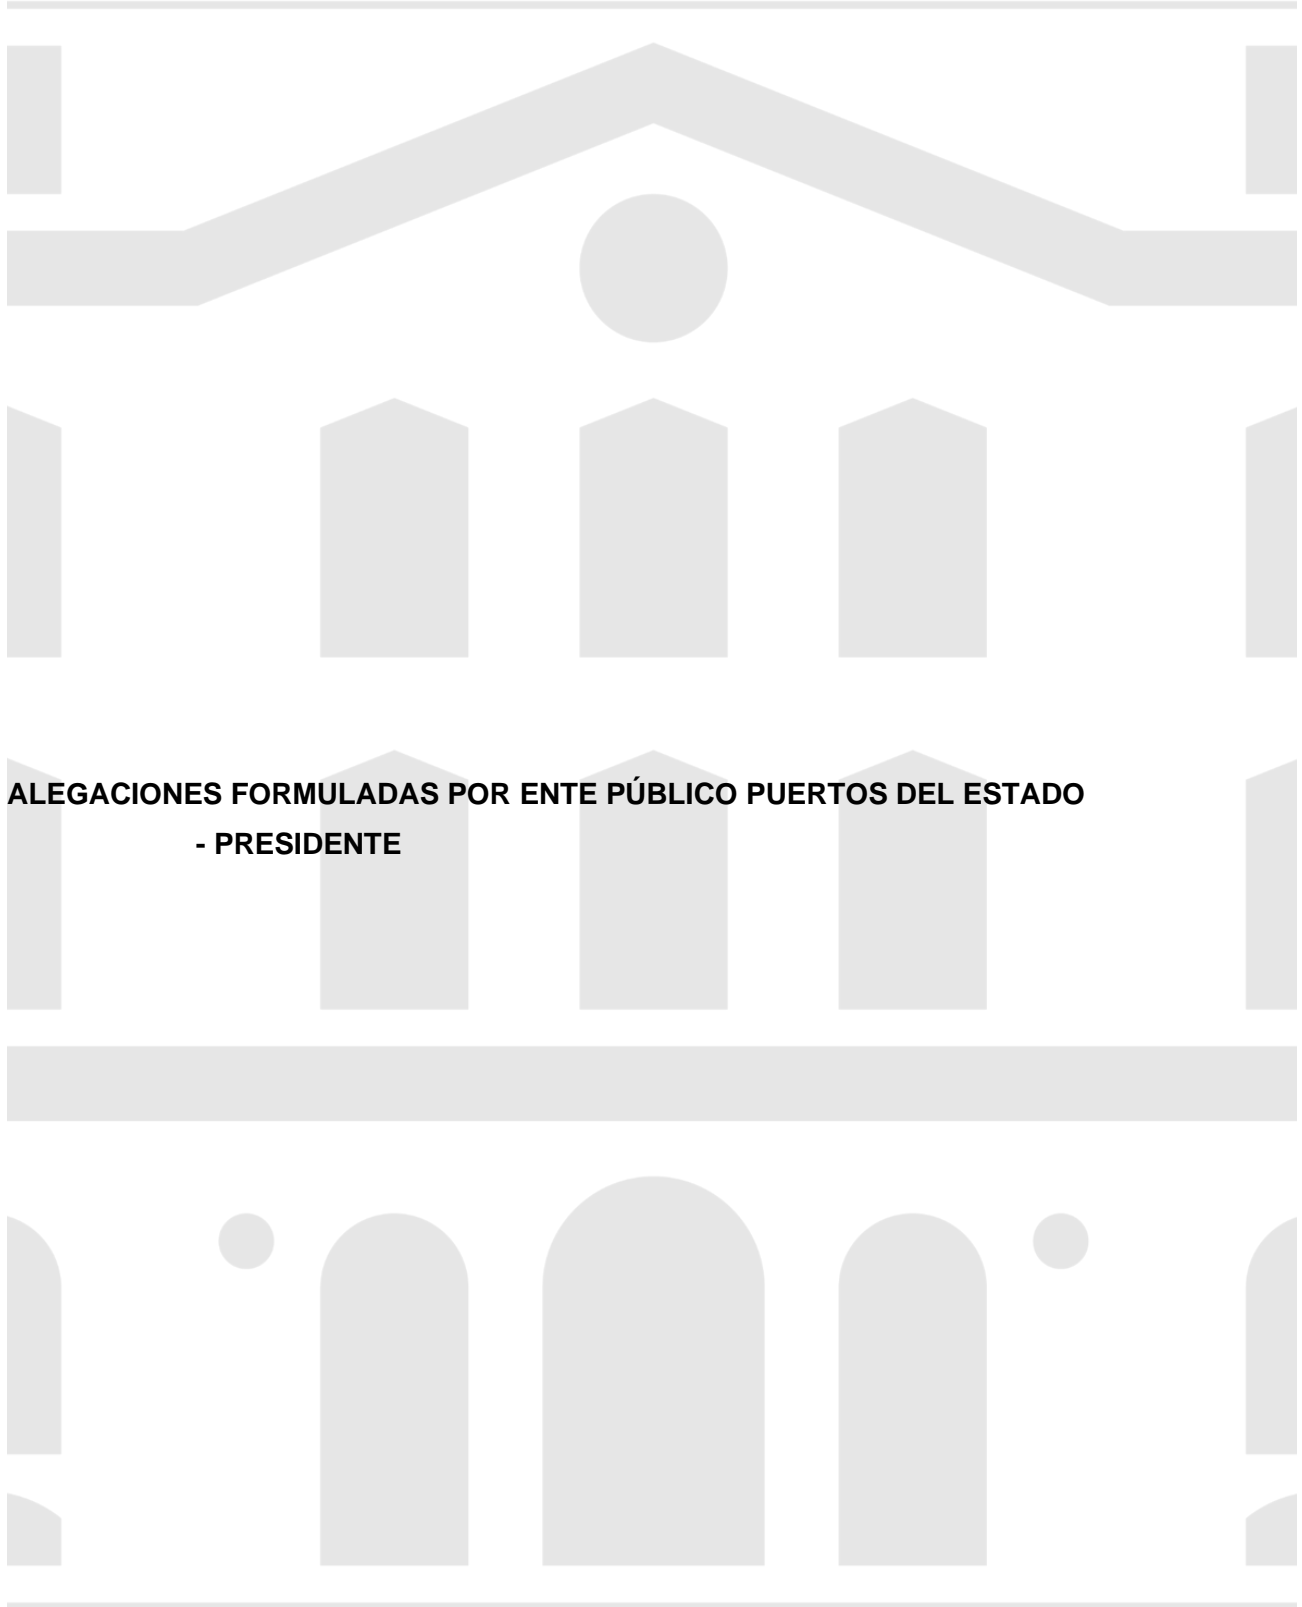 ALEGACIONES FORMULADAS POR ENTE PÚBLICO PUERTOS DEL ESTADO
- PRESIDENTE